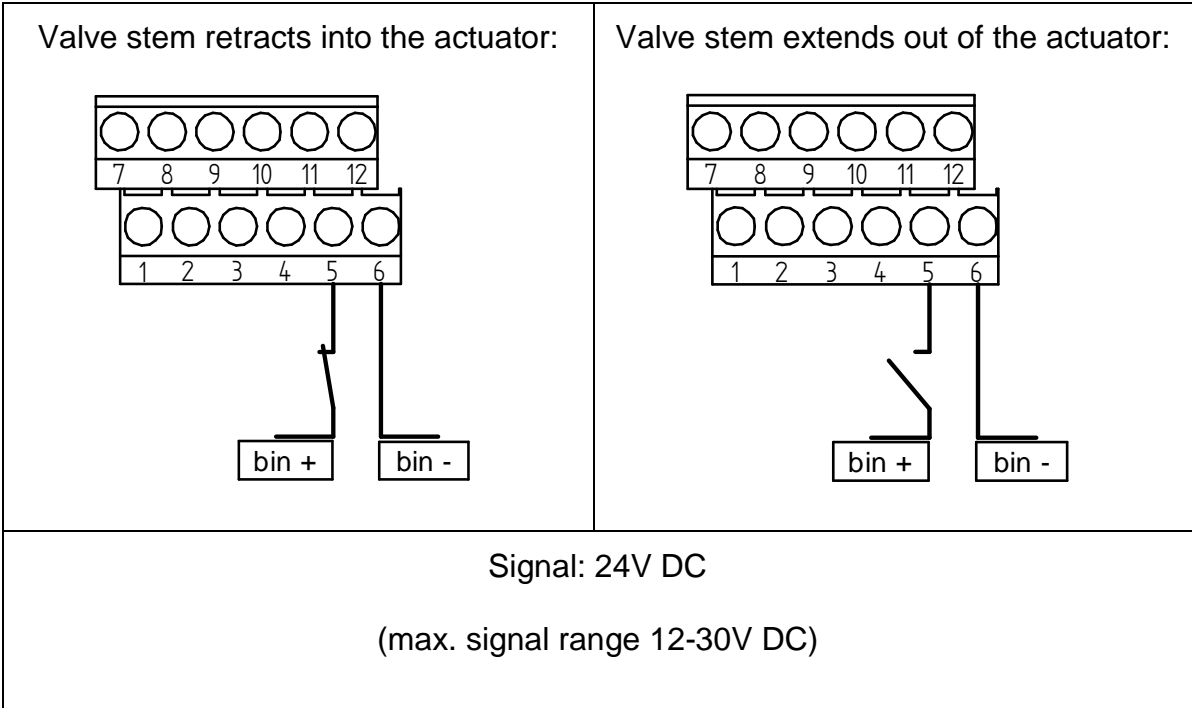 Valve stem retracts into the actuator:
7 8 9 10 11 12
1 2 3 4 5 6
bin + bin -
Valve stem extends out of the actuator:
7 8 9 10 11 12
1 2 3 4 5 6
bin + bin -
Signal: 24V DC
(max. signal range 12-30V DC)